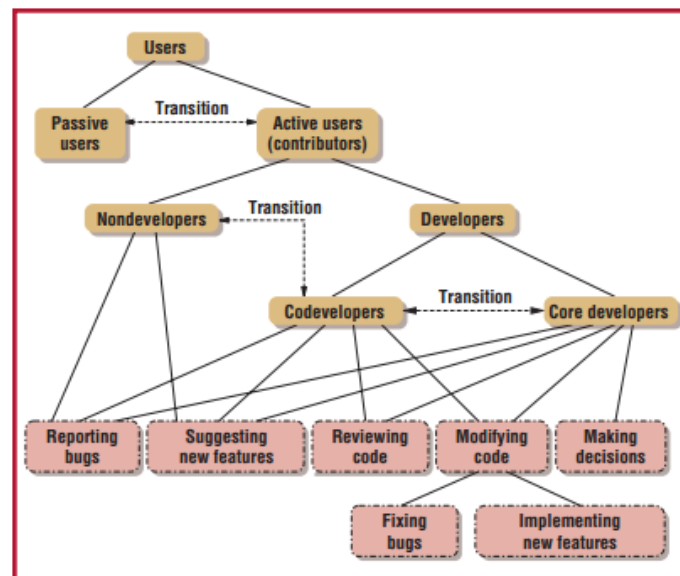 Users
Transition
Passive
users
Active users
(contributors)
Nondevelopers
Transition
Developers
Codevelopers
Transition
Core developers
Reporting
bugs
Suggesting
new features
Reviewing
code
Modifying
code
Making
decisions
Fixing
bugs
Implementing
new features